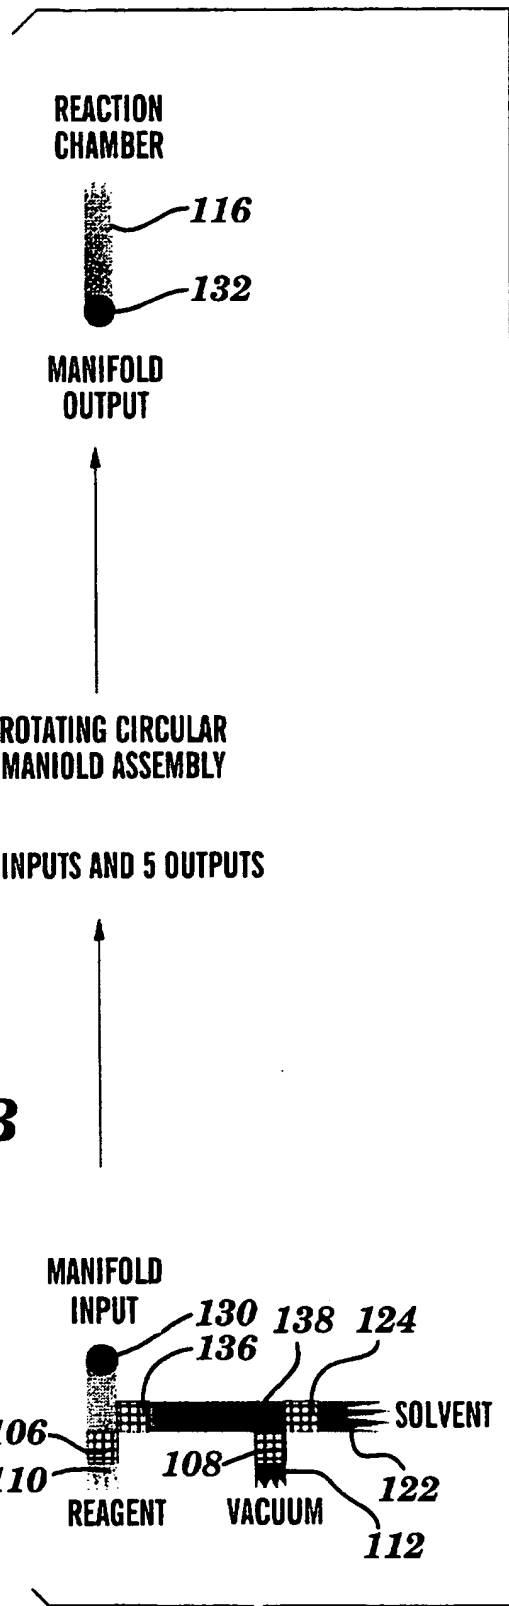 REACTION
CHAMBER
116
132
MANIFOLD
OUTPUT
ROTATING CIRCULAR
MANIOLD ASSEMBLY
INPUTS AND 5 OUTPUTS
MANIFOLD
INPUT
130 138 124
136
SOLVENT
108
122
REAGENT VACUUM
112